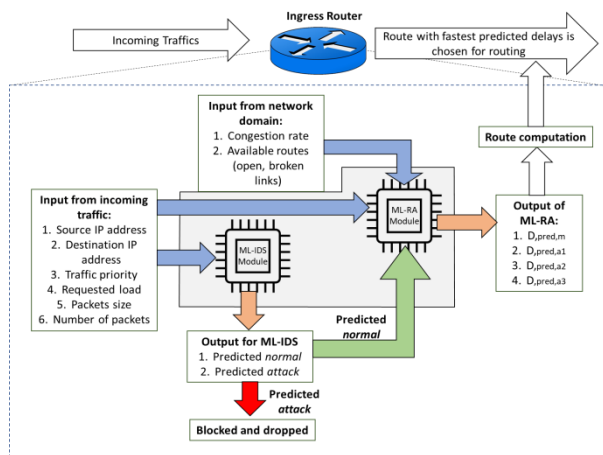 Ingress Router
Incoming Traffics
Route with fastest predicted delays is
chosen for routing
Input from network
domain:
1. Congestion rate
2. Available routes
(open, broken
links)
Route computation
Input from incoming
traffic:
1. Source IP address
2. Destination IP
address
3. Traffic priority
4. Requested load
5. Packets size
6. Number of packets
ML-RA
Module
ML-IDS
Module
Output of
ML-RA:
1. D,pred,m
2. D,pred,a1
3. D,pred,a2
4. D,pred,a3
Predicted
normal
Output for ML-IDS
1. Predicted normal
2. Predicted attack
Predicted
attack
Blocked and dropped